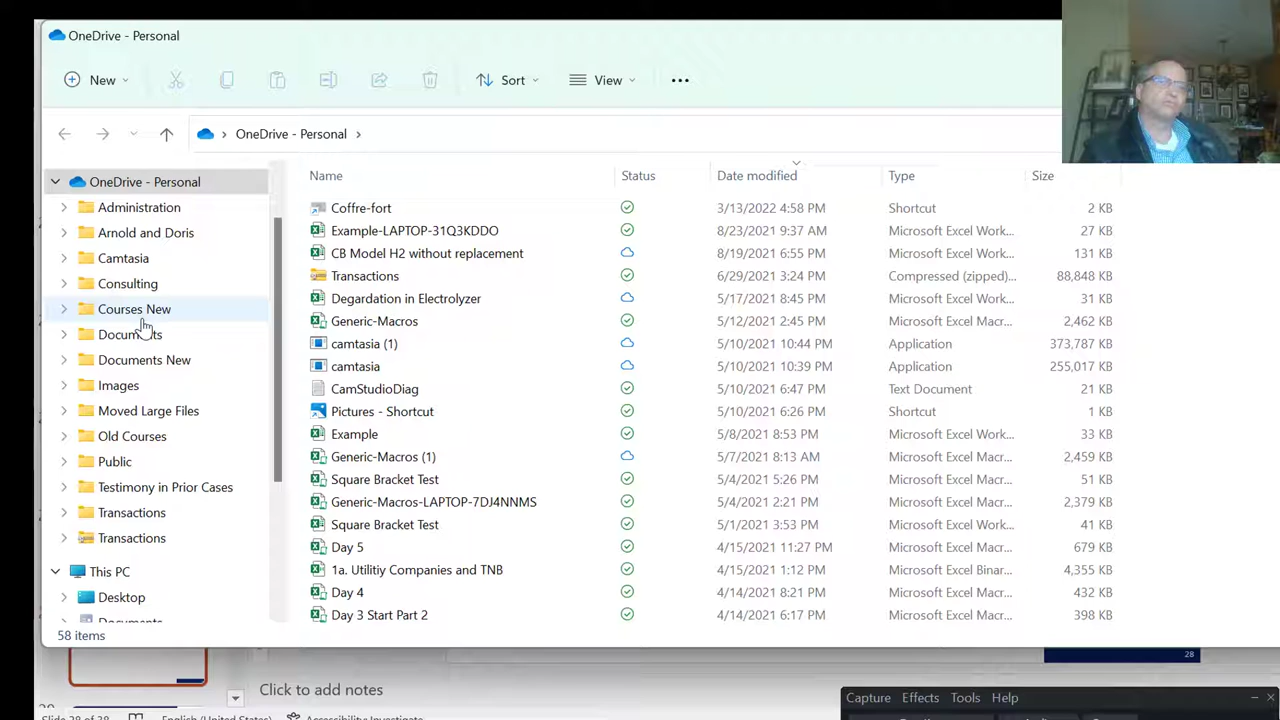 OneDrive - Personal
New Sort View
OneDrive - Personal
OneDrive - Personal
Administration
Arnold and Doris
Camtasia
Consulting
Courses New
Documents
Documents New
Images
Moved Large Files
Old Courses
Public
Testimony in Prior Cases
Transactions
Transactions
This PC
Desktop
Documents
Name Status Date modified Type Size
Coffre-fort 3/13/2022 4:58 PM Shortcut 2 KB
Example-LAPTOP-31Q3KDDO 8/23/2021 9:37 AM Microsoft Excel Work... 27 KB
CB Model H2 without replacement 8/19/2021 6:55 PM Microsoft Excel Work... 131 KB
Transactions 6/29/2021 3:24 PM Compressed (zipped)... 88,848 KB
Degardation in Electrolyzer 5/17/2021 8:45 PM Microsoft Excel Work... 31 KB
Generic-Macros 5/12/2021 2:45 PM Microsoft Excel Macr... 2,462 KB
camtasia (1) 5/10/2021 10:44 PM Application 373,787 KB
camtasia 5/10/2021 10:39 PM Application 255,017 KB
CamStudioDiag 5/10/2021 6:47 PM Text Document 21 KB
Pictures - Shortcut 5/10/2021 6:26 PM Shortcut 1 KB
Example 5/8/2021 8:53 PM Microsoft Excel Work... 33 KB
Generic-Macros (1) 5/7/2021 8:13 AM Microsoft Excel Macr... 2,459 KB
Square Bracket Test 5/4/2021 5:26 PM Microsoft Excel Macr... 51 KB
Generic-Macros-LAPTOP-7DJ4NNMS 5/4/2021 2:21 PM Microsoft Excel Macr... 2,379 KB
Square Bracket Test 5/1/2021 3:53 PM Microsoft Excel Work... 41 KB
Day 5 4/15/2021 11:27 PM Microsoft Excel Macr... 679 KB
1a. Utilitiy Companies and TNB 4/15/2021 1:12 PM Microsoft Excel Binar... 4,355 KB
Day 4 4/14/2021 8:21 PM Microsoft Excel Macr... 432 KB
Day 3 Start Part 2 4/14/2021 6:17 PM Microsoft Excel Macr... 398 KB
58 items
28
Click to add notes
Capture Effects Tools Help
Slide 28 of 38 English (United States) Accessibility: Investigate